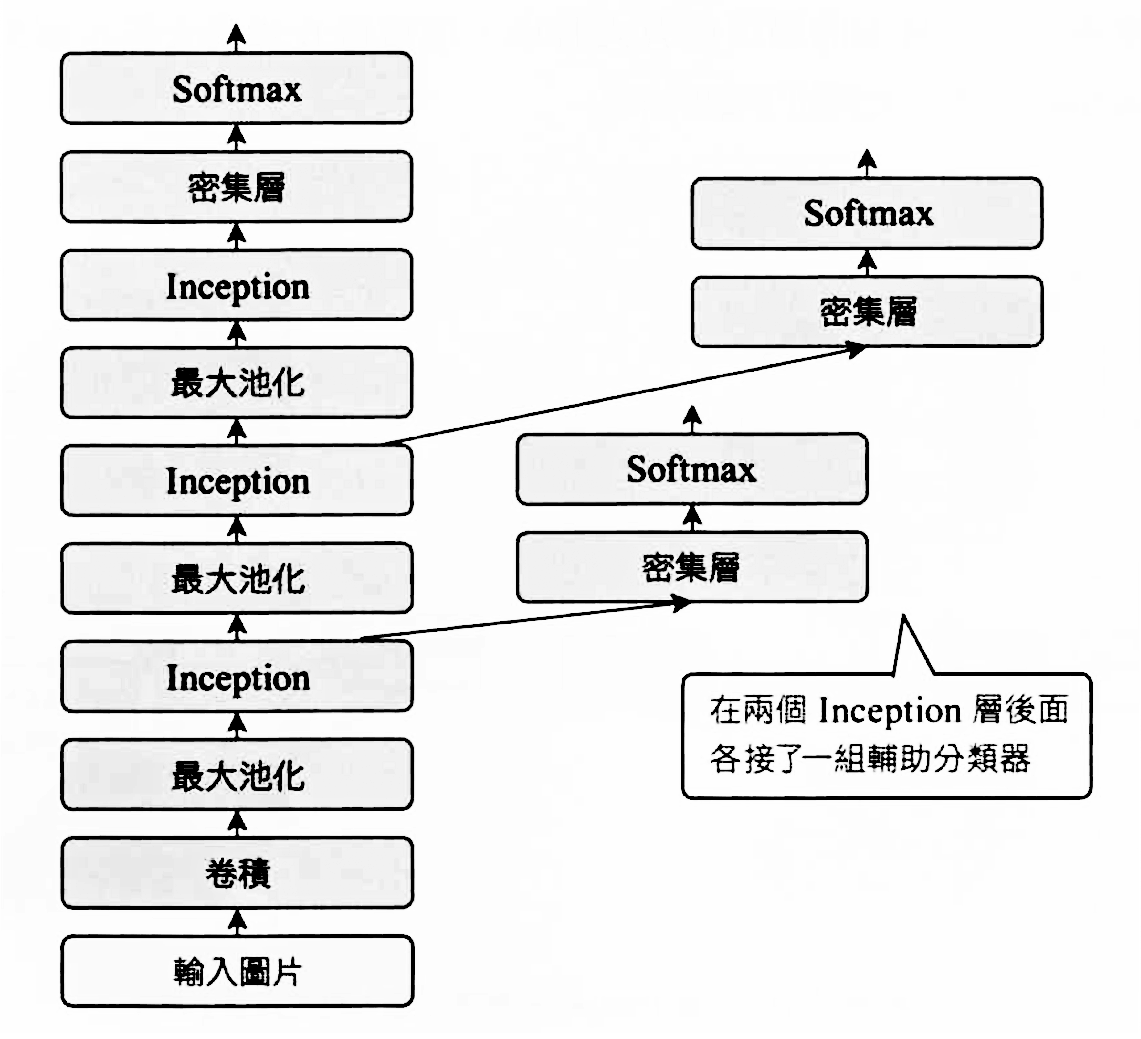 Softmax
密集層
Inception
最大池化
Inception
最大池化
Inception
最大池化
卷積
輸入圖片
Softmax
密集層
Softmax
密集層
在兩個 Inception 層後面
各接了一組輔助分類器